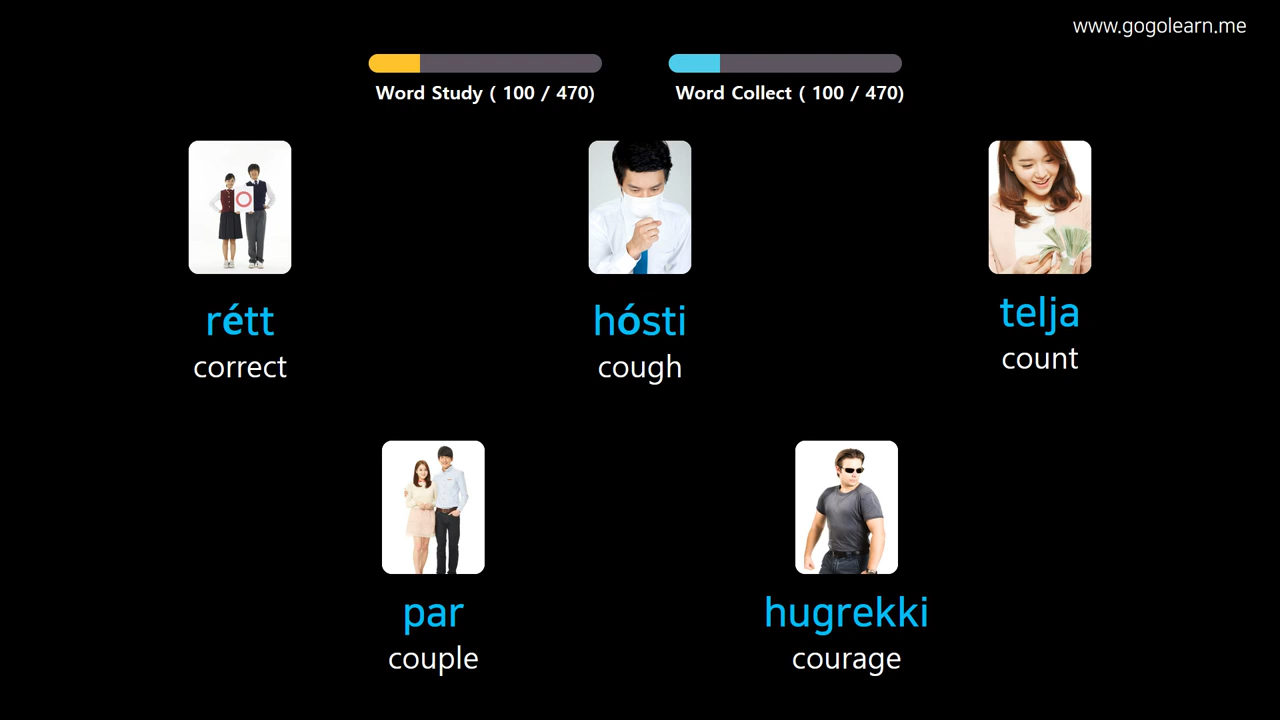 www.gogolearn.me
Word Study ( 100 / 470)
Word Collect ( 100 / 470)
rétt
correct
hósti
cough
telja
count
par
couple
hugrekki
courage